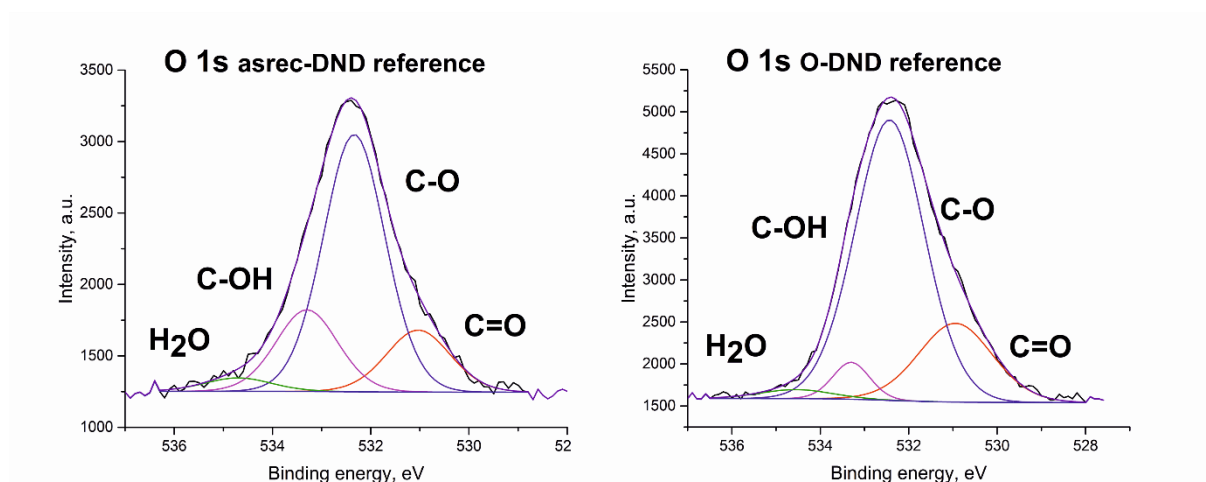 O 1s asrec-DND reference
3500
3000
2500
2000
1500
1000
Intensity, a.u.
C-O
C-OH
H2O
C=O
536
534
532
531
530
52
Binding energy, eV
O 1s O-DND reference
5500
5000
4500
4000
3500
3000
2500
2000
1500
Intensity, a.u.
C-OH
C-O
H2O
C=O
536
534
532
530
528
Binding energy, eV